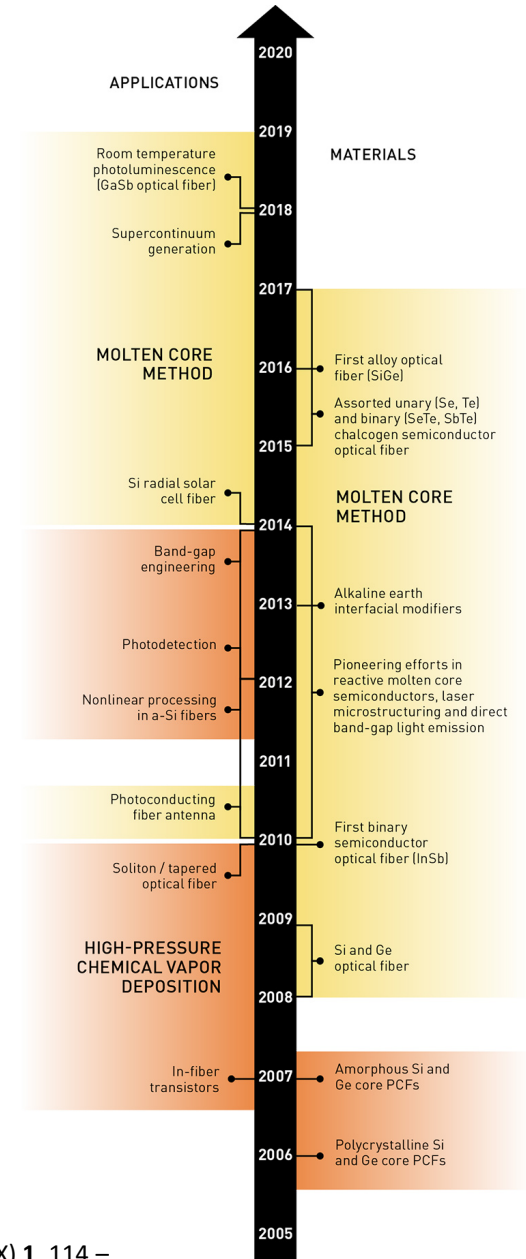 2020
APPLICATIONS
2019
MATERIALS
Room temperature
photoluminescence
(GaSb optical fiber)
2018
Supercontinuum
generation
2017
MOLTEN CORE
METHOD
2016
First alloy optical
fiber (SiGe)
Assorted unary (Se, Te)
and binary (SeTe, SbTe)
chalcogen semiconductor
optical fiber
2015
Si radial solar
cell fiber
MOLTEN CORE
METHOD
2014
Band-gap
engineering
2013
Alkaline earth
interfacial modifiers
Photodetection
2012
Pioneering efforts in
reactive molten core
semiconductors, laser
microstructuring and direct
band-gap light emission
Nonlinear processing
in a-Si fibers
2011
Photoconducting
fiber antenna
2010
First binary
semiconductor
optical fiber (InSb)
Soliton / tapered
optical fiber
2009
HIGH-PRESSURE
CHEMICAL VAPOR
DEPOSITION
Si and Ge
optical fiber
2008
In-fiber
transistors
2007
Amorphous Si and
Ge core PCFs
2006
Polycrystalline Si
and Ge core PCFs
2005
X) 1, 114 –